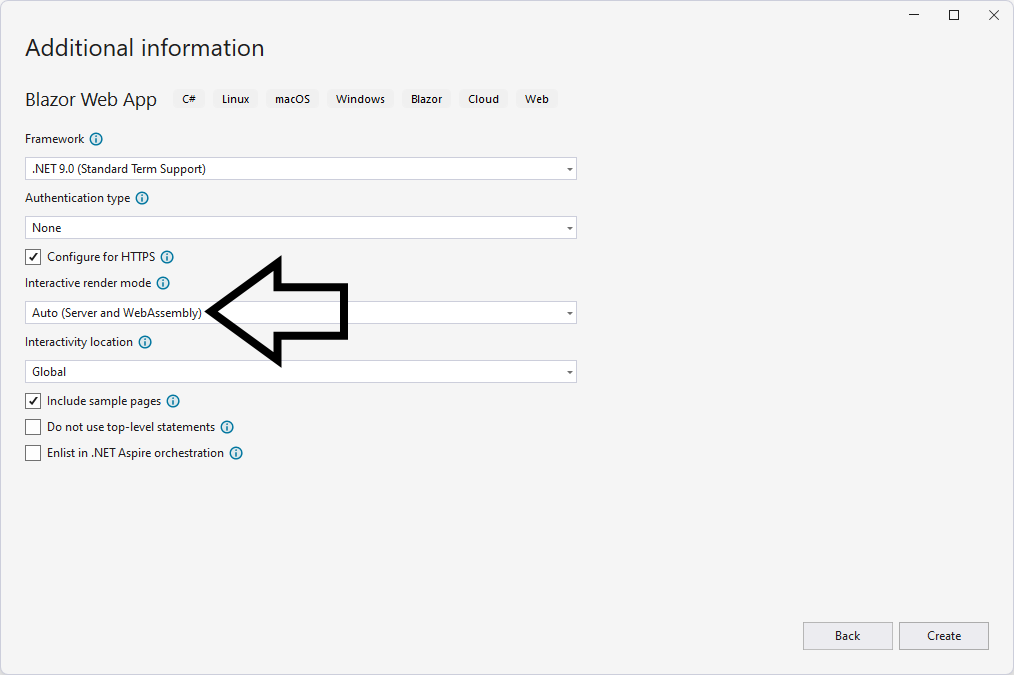 Additional information
Blazor Web App C# Linux macOS Windows Blazor Cloud Web
Framework
.NET 9.0 (Standard Term Support)
Authentication type
None
Configure for HTTPS
Interactive render mode
Auto (Server and WebAssembly)
Interactivity location
Global
Include sample pages
Do not use top-level statements
Enlist in .NET Aspire orchestration
Back Create